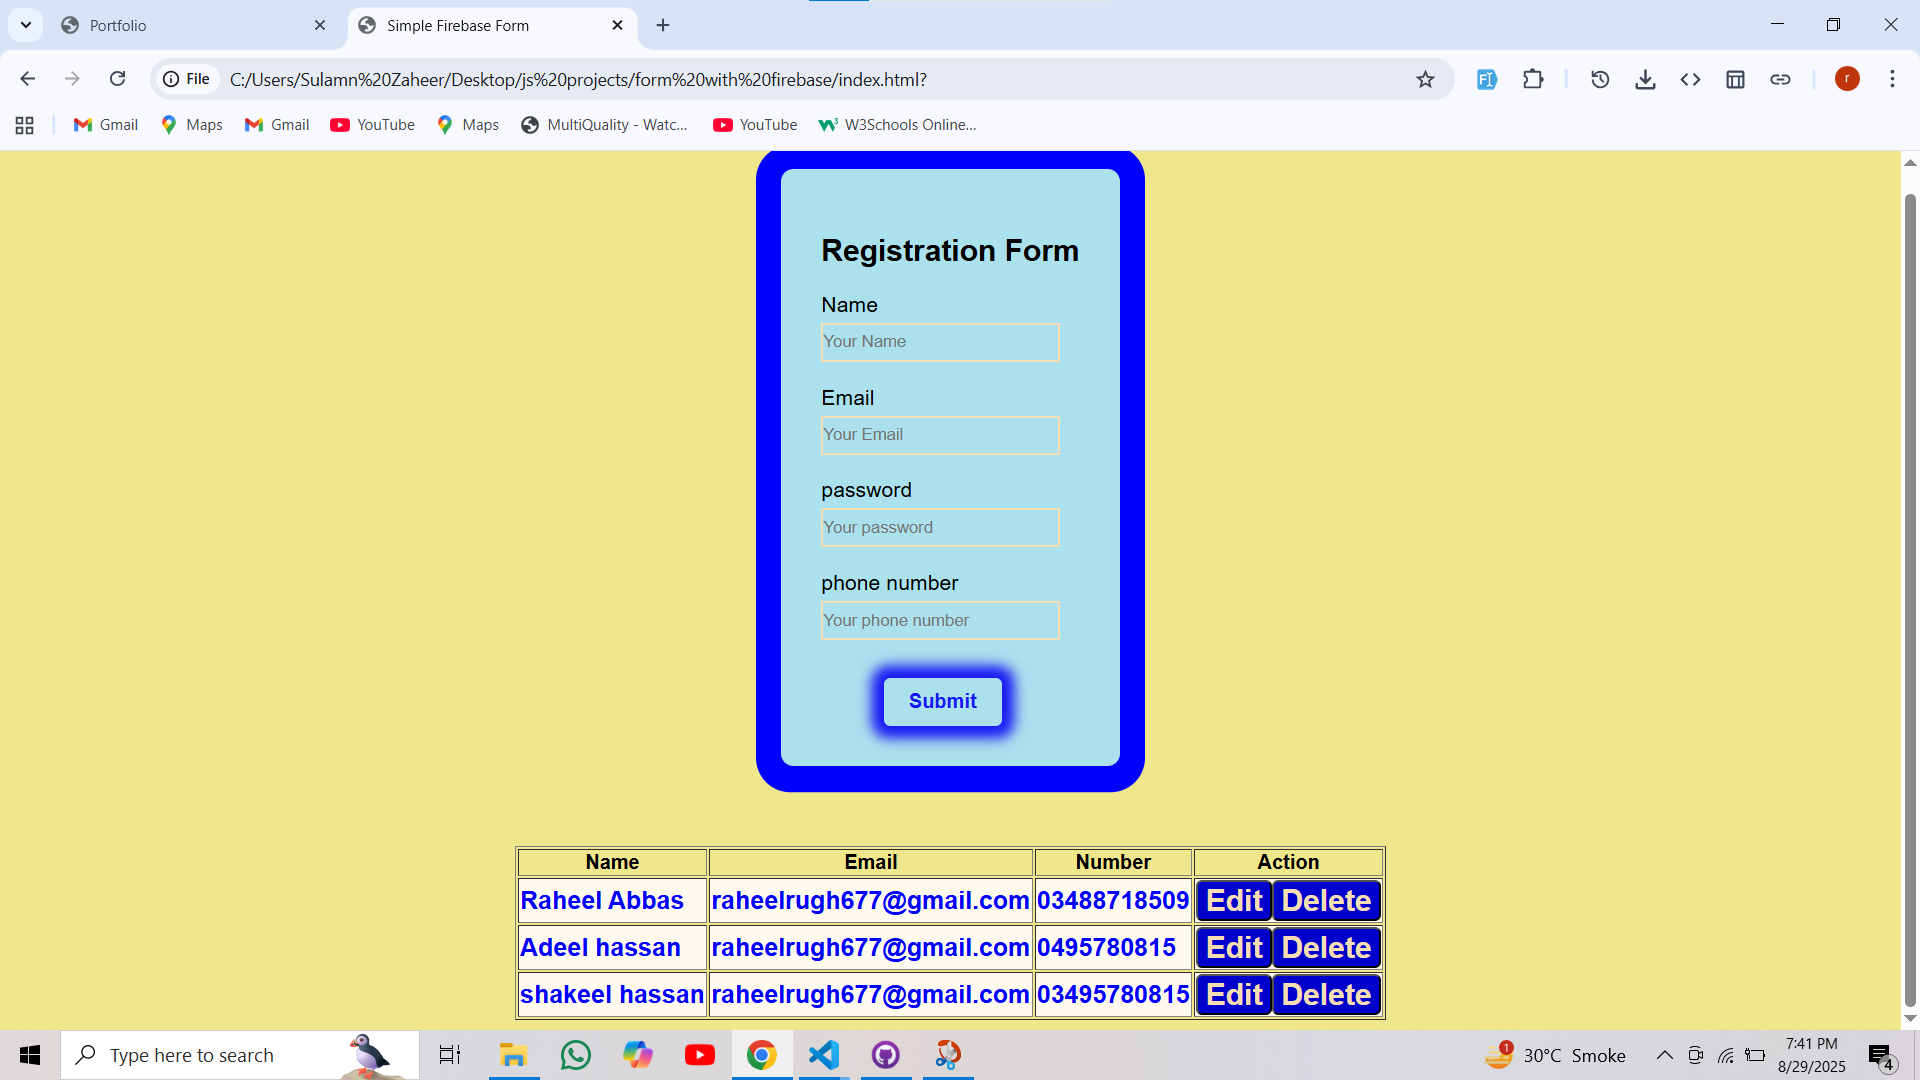 Portfolio
Simple Firebase Form
File
C:/Users/Sulamn%20Zaheer/Desktop/js%20projects/form%20with%20firebase/index.html?
r
Gmail Maps Gmail YouTube Maps MultiQuality - Watc... YouTube W3Schools Online...
Registration Form
Name
Your Name
Email
Your Email
password
Your password
phone number
Your phone number
Submit
Name Email Number Action
Raheel Abbas raheelrugh677@gmail.com 03488718509 Edit Delete
Adeel hassan raheelrugh677@gmail.com 0495780815 Edit Delete
shakeel hassan raheelrugh677@gmail.com 03495780815 Edit Delete
Type here to search
1
30°C Smoke
7:41 PM
8/29/2025
4